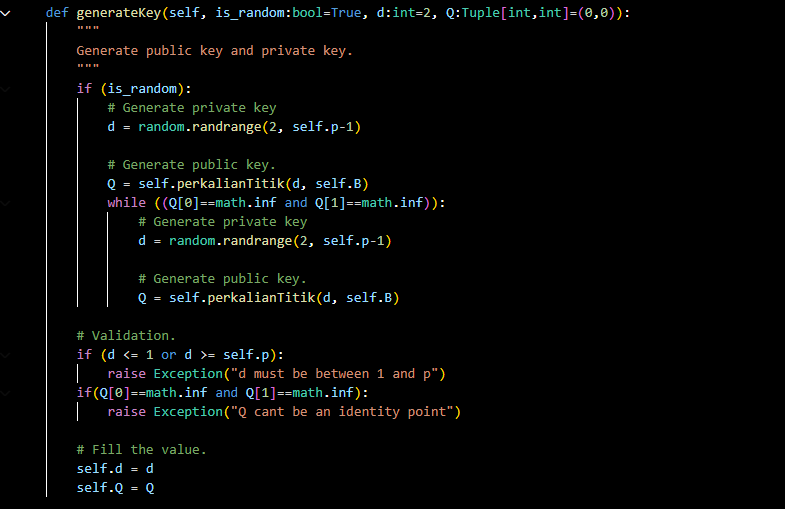 def generateKey(self, is_random:bool=True, d:int=2, Q:Tuple[int,int]=(0,0)):
    """
    Generate public key and private key.
    """
    if (is_random):
        # Generate private key
        d = random.randrange(2, self.p-1)

        # Generate public key.
        Q = self.perkalianTitik(d, self.B)
        while ((Q[0]==math.inf and Q[1]==math.inf)):
            # Generate private key
            d = random.randrange(2, self.p-1)

            # Generate public key.
            Q = self.perkalianTitik(d, self.B)

    # Validation.
    if (d <= 1 or d >= self.p):
        raise Exception("d must be between 1 and p")
    if(Q[0]==math.inf and Q[1]==math.inf):
        raise Exception("Q cant be an identity point")

    # Fill the value.
    self.d = d
    self.Q = Q